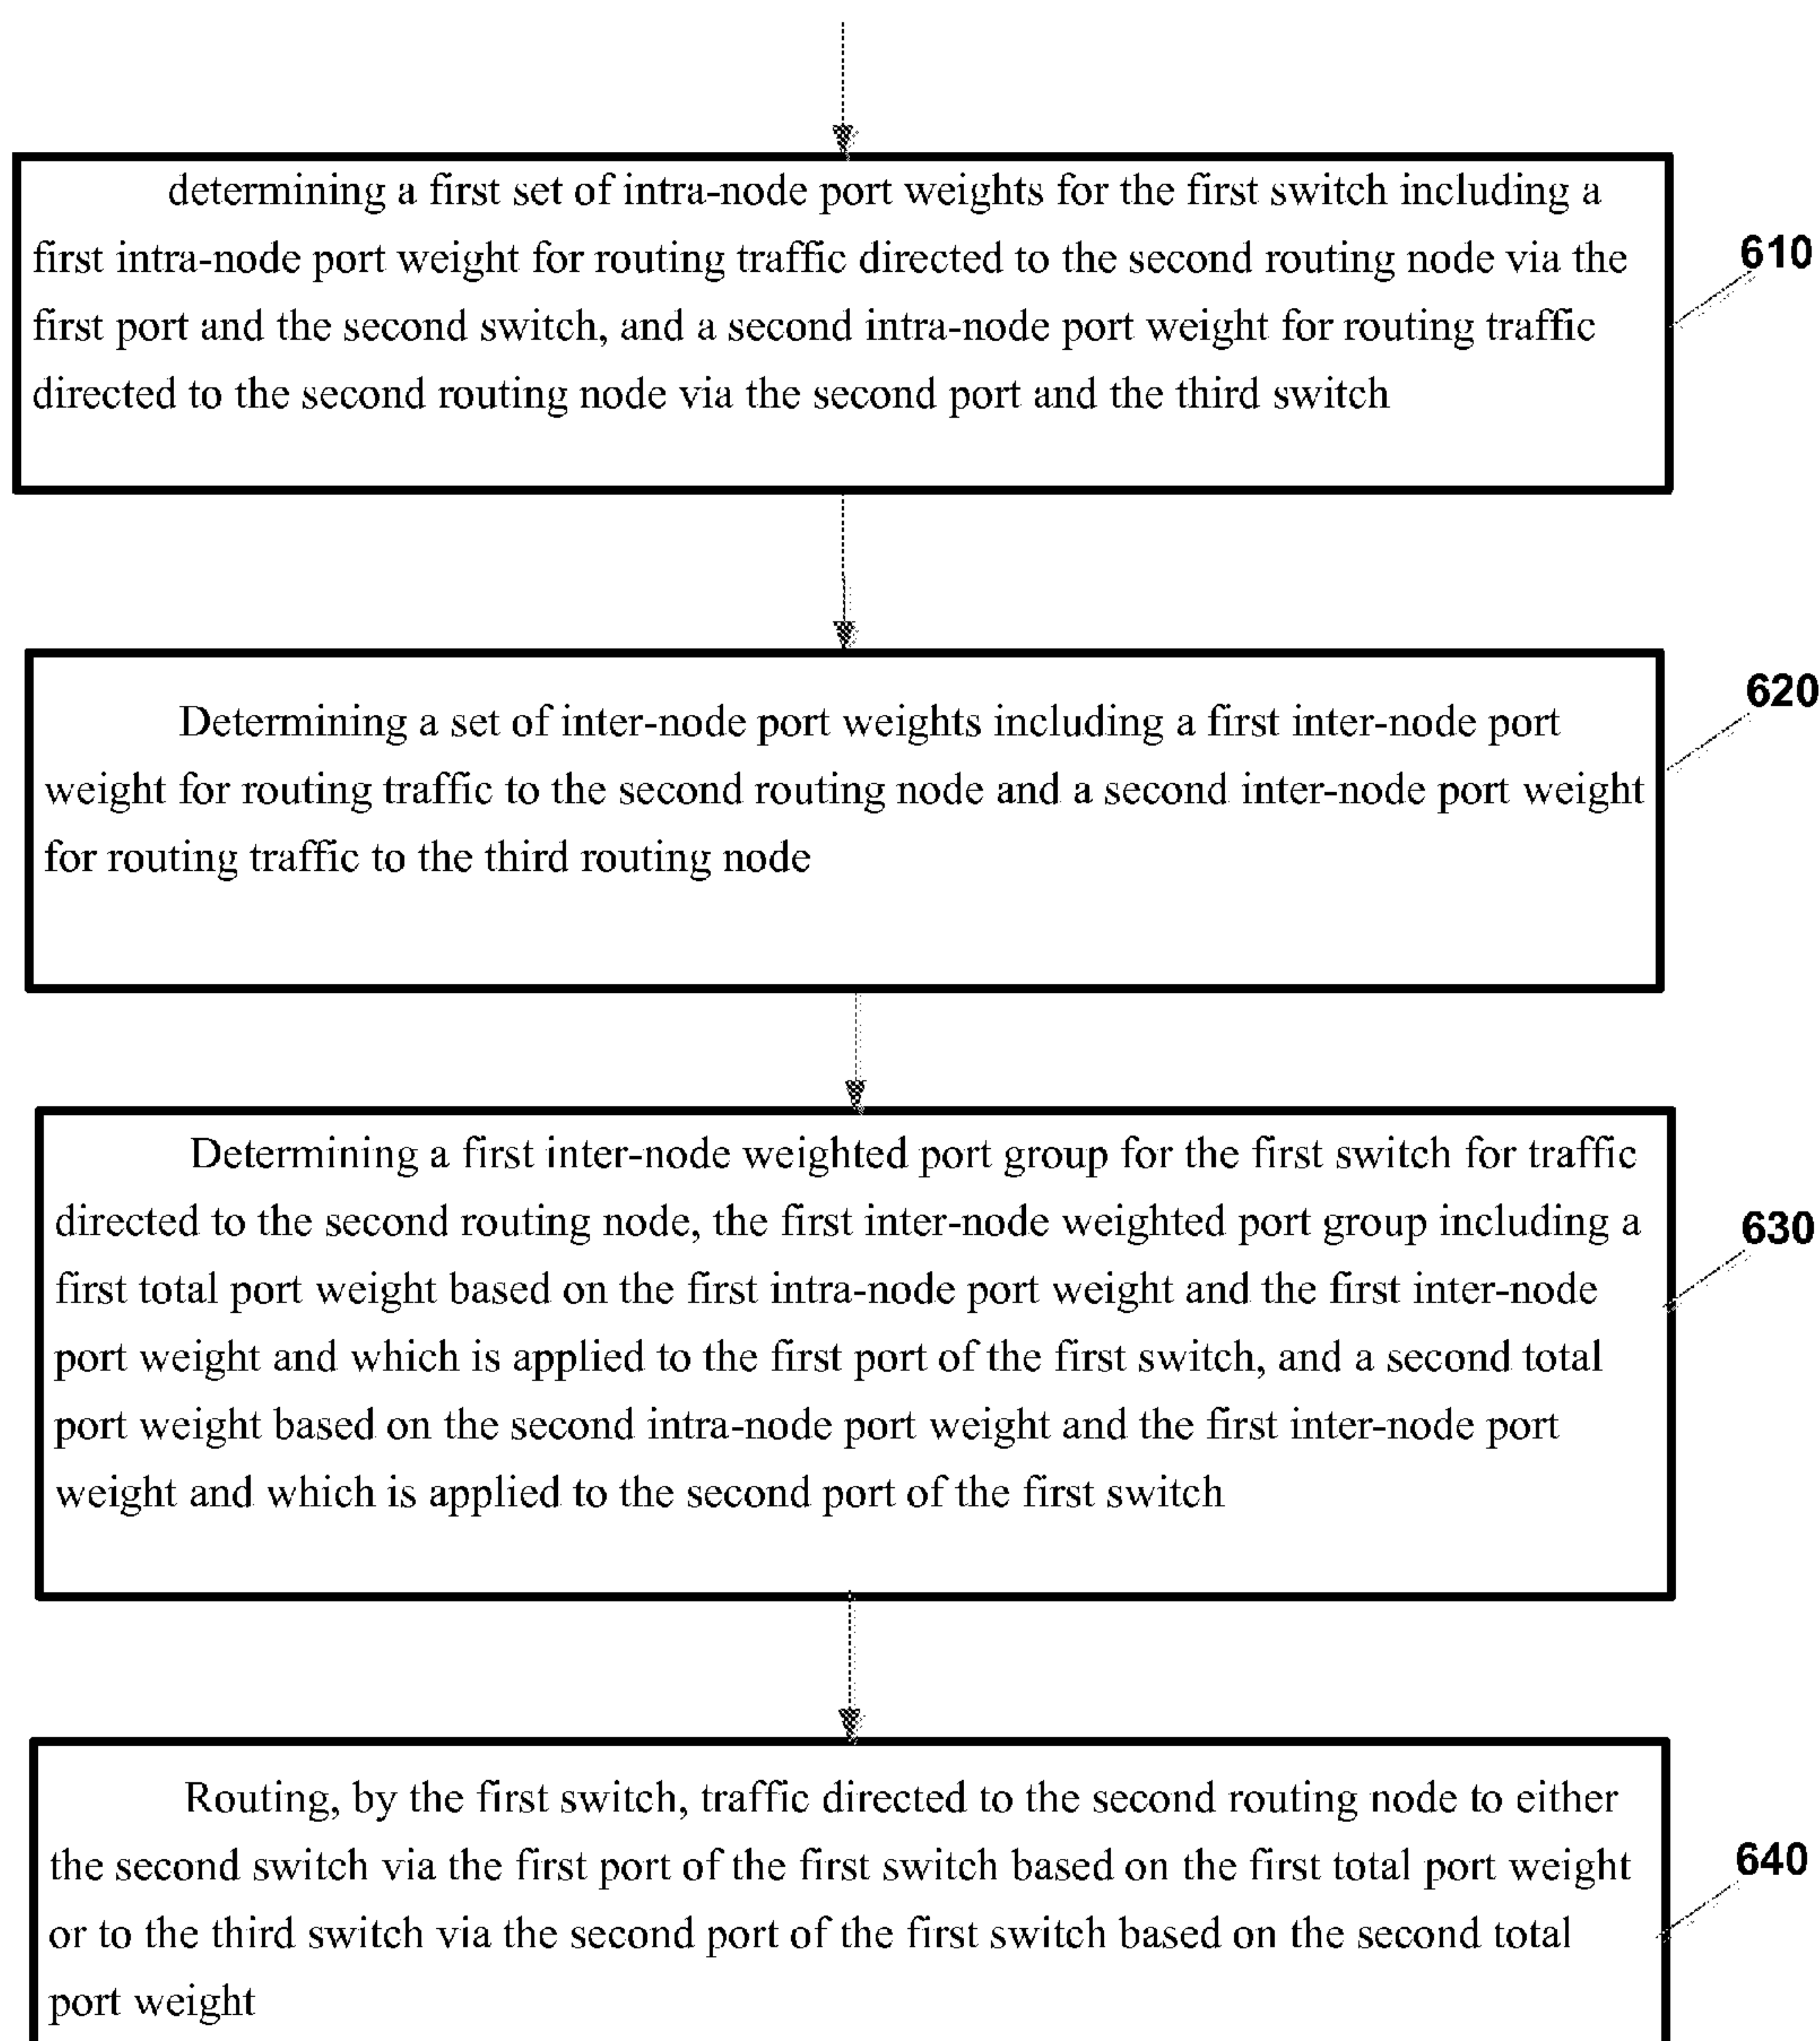 determining a first set of intra-node port weights for the first switch including a
first intra-node port weight for routing traffic directed to the second routing node via the
first port and the second switch, and a second intra-node port weight for routing traffic
directed to the second routing node via the second port and the third switch
610
Determining a set of inter-node port weights including a first inter-node port
weight for routing traffic to the second routing node and a second inter-node port weight
for routing traffic to the third routing node
620
Determining a first inter-node weighted port group for the first switch for traffic
directed to the second routing node, the first inter-node weighted port group including a
first total port weight based on the first intra-node port weight and the first inter-node
port weight and which is applied to the first port of the first switch, and a second total
port weight based on the second intra-node port weight and the first inter-node port
weight and which is applied to the second port of the first switch
630
Routing, by the first switch, traffic directed to the second routing node to either
the second switch via the first port of the first switch based on the first total port weight
or to the third switch via the second port of the first switch based on the second total
port weight
640